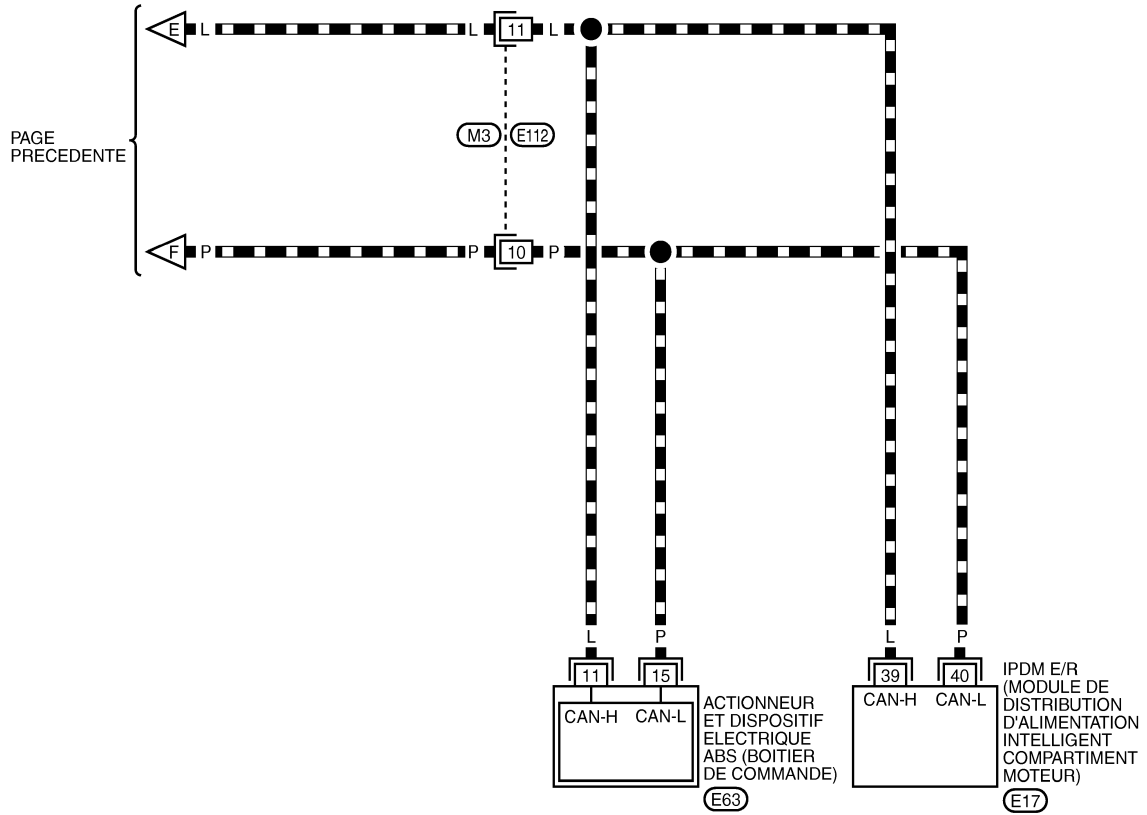 E L L 11 L
PAGE
PRECEDENTE
M3 E112
F P P 10 P
L P L P
11 15 39 40
CAN-H CAN-L
ACTIONNEUR
ET DISPOSITIF
ELECTRIQUE
ABS (BOITIER
DE COMMANDE)
E63
CAN-H CAN-L
IPDM E/R
(MODULE DE
DISTRIBUTION
D'ALIMENTATION
INTELLIGENT
COMPARTIMENT
MOTEUR)
E17